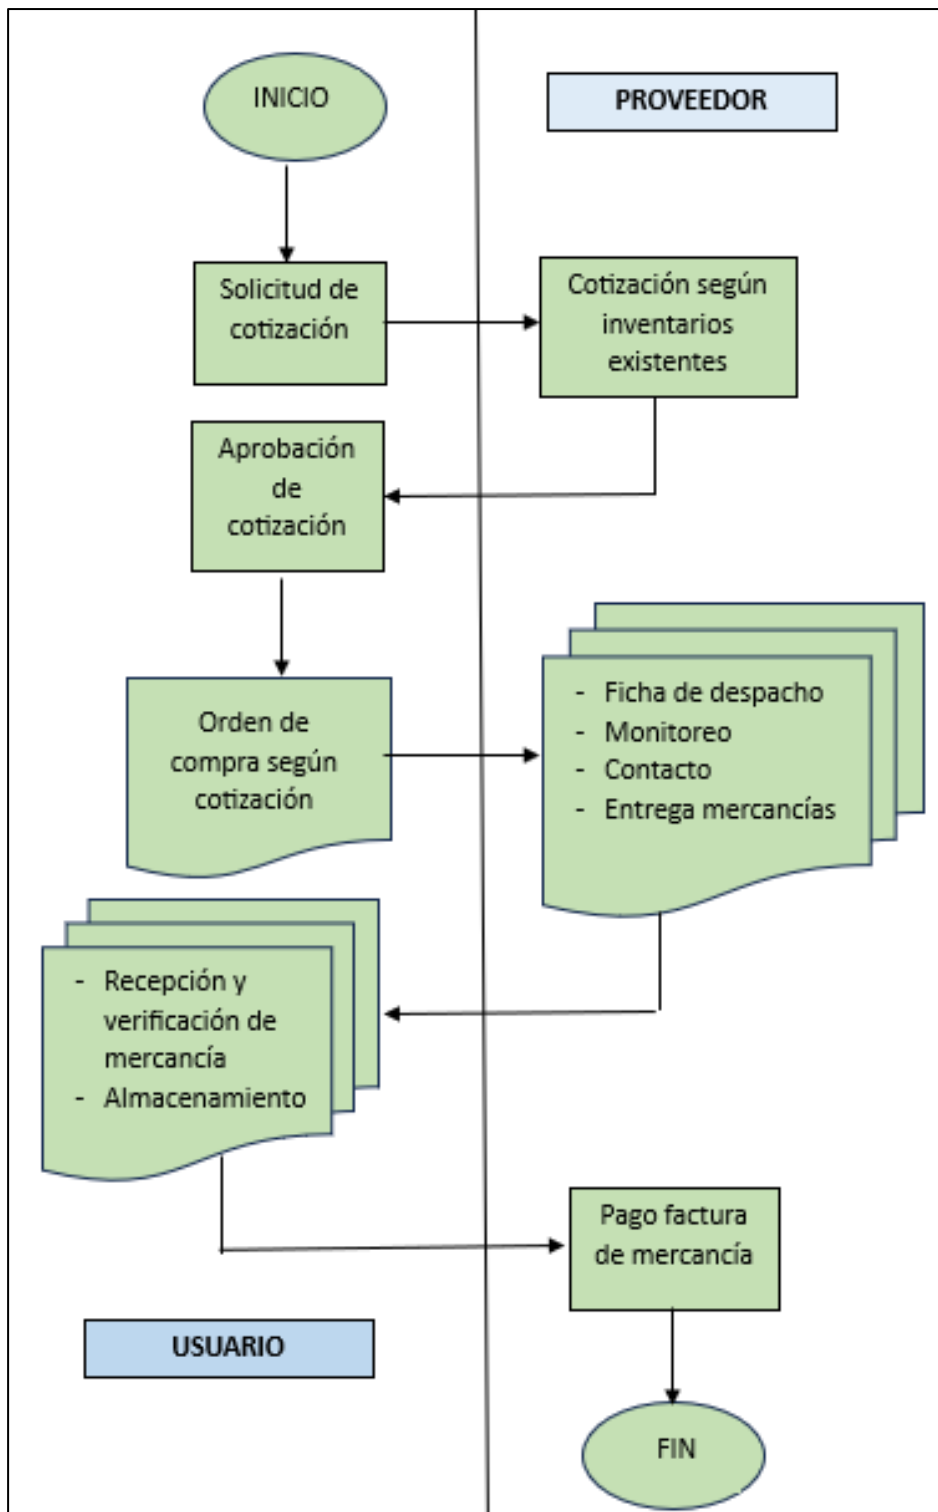 INICIO
PROVEEDOR
Solicitud de
cotización
Cotización según
inventarios
existentes
Aprobación
de
cotización
Orden de
compra según
cotización
- Ficha de despacho
- Monitoreo
- Contacto
- Entrega mercancías
- Recepción y
verificación de
mercancía
- Almacenamiento
Pago factura
de mercancía
USUARIO
FIN